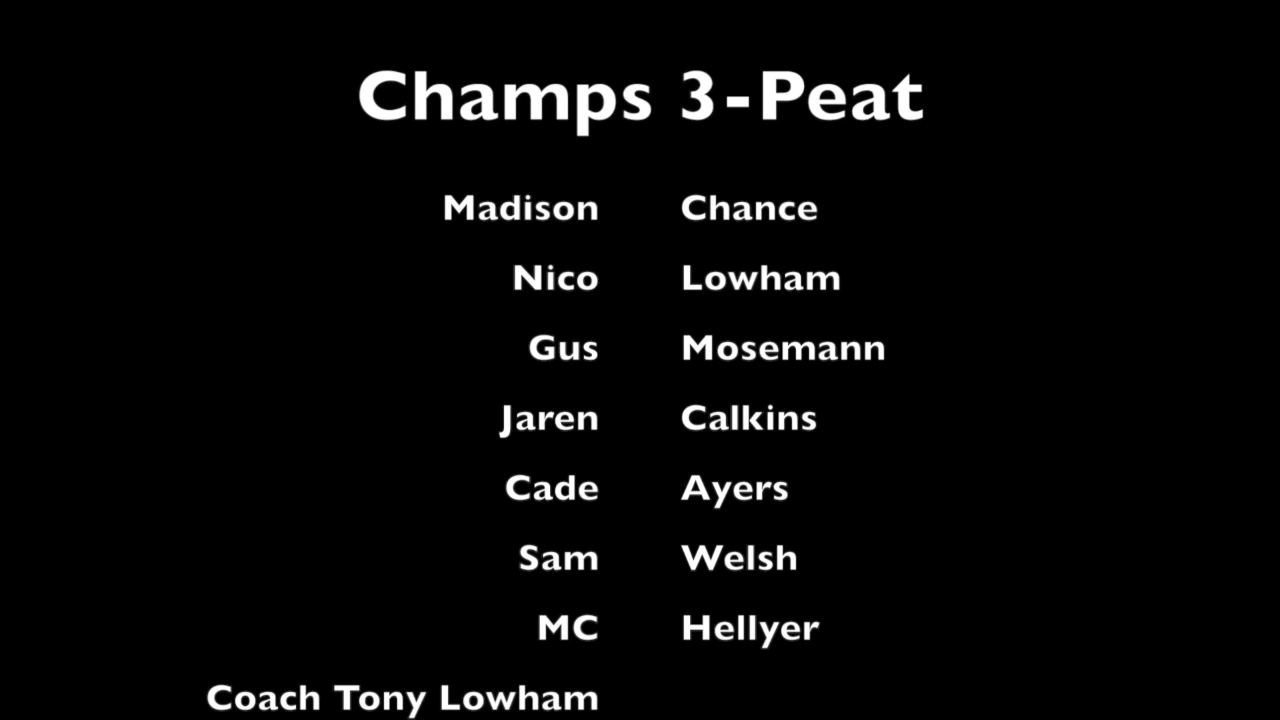 Champs 3-Peat
Madison Chance
Nico Lowham
Gus Mosemann
Jaren Calkins
Cade Ayers
Sam Welsh
MC Hellyer
Coach Tony Lowham